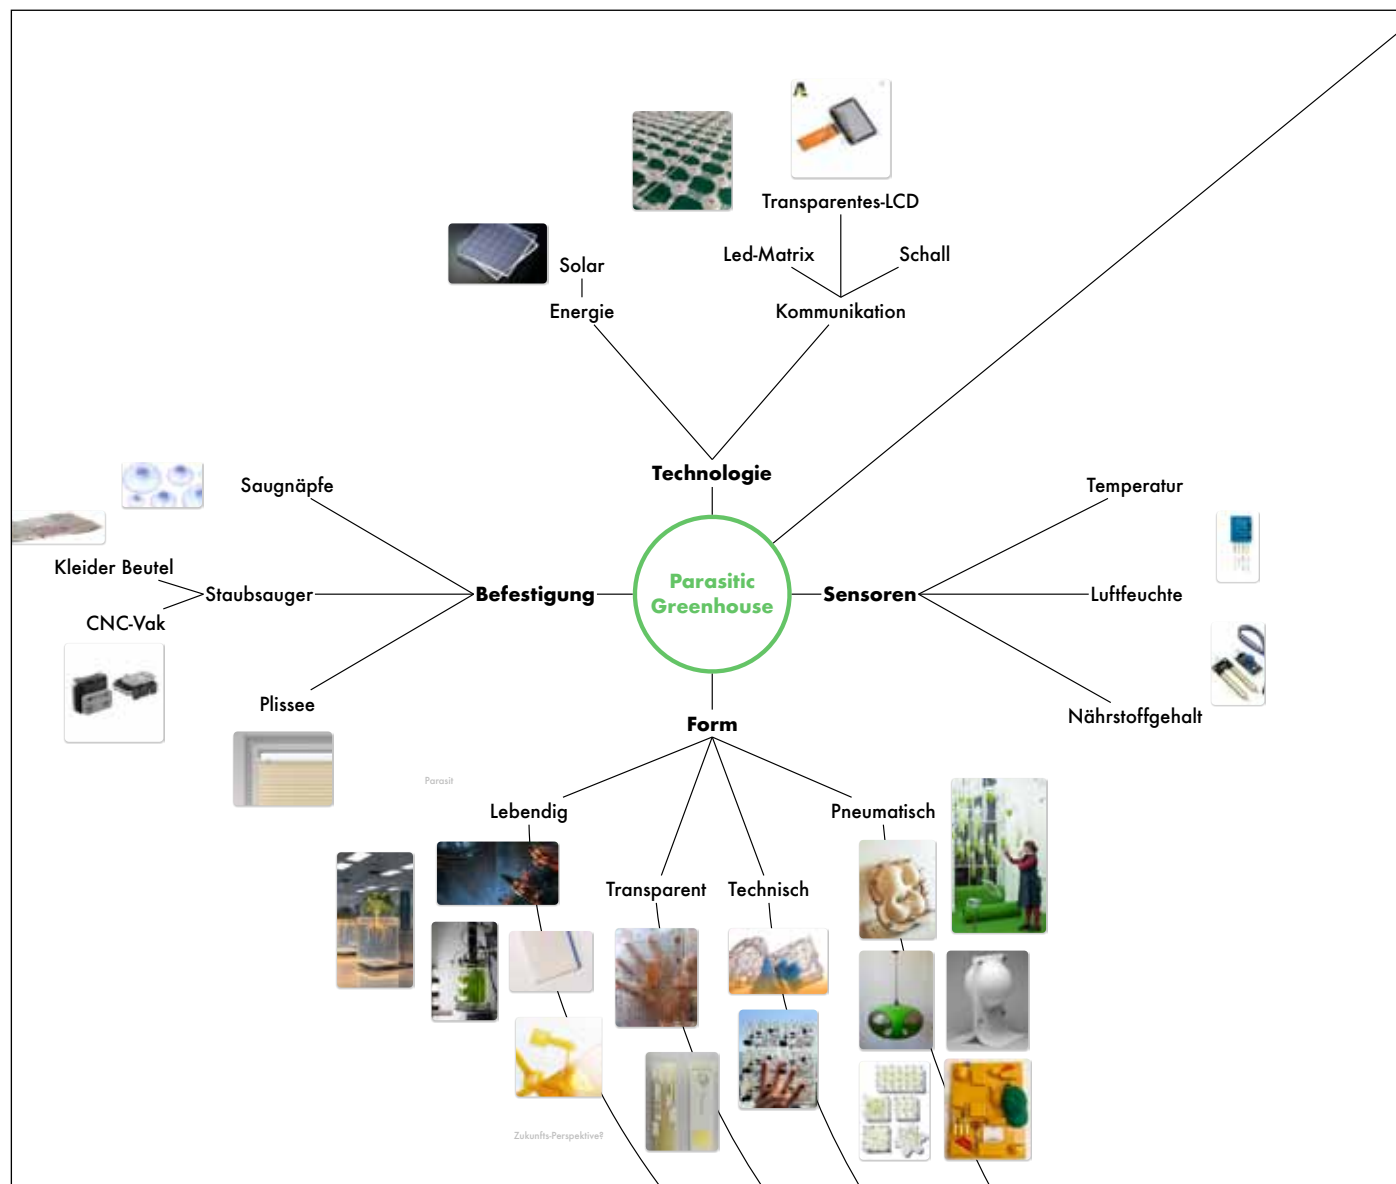 Transparentes-LCD
Led-Matrix
Schall
Solar
Energie
Kommunikation
Technologie
Saugnäpfe
Temperatur
Kleider Beutel
Staubsauger
CNC-Vak
Befestigung
Parasitic
Greenhouse
Sensoren
Luftfeuchte
Plissee
Nährstoffgehalt
Form
Parasit
Lebendig
Pneumatisch
Transparent
Technisch
Zukunfts-Perspektive?